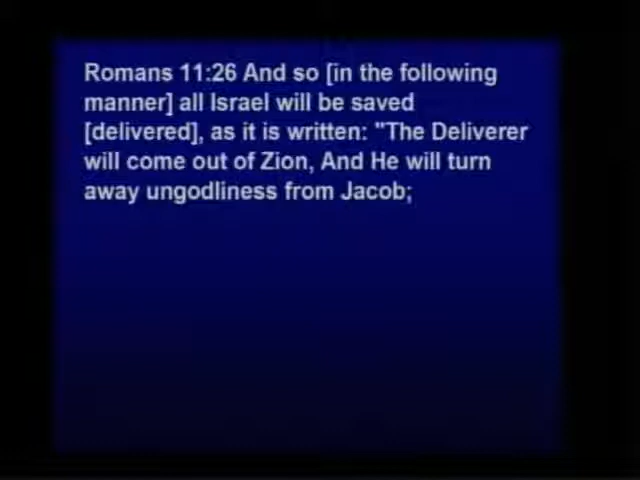 Romans 11:26 And so [in the following
manner] all Israel will be saved
[delivered], as it is written: "The Deliverer
will come out of Zion, And He will turn
away ungodliness from Jacob;